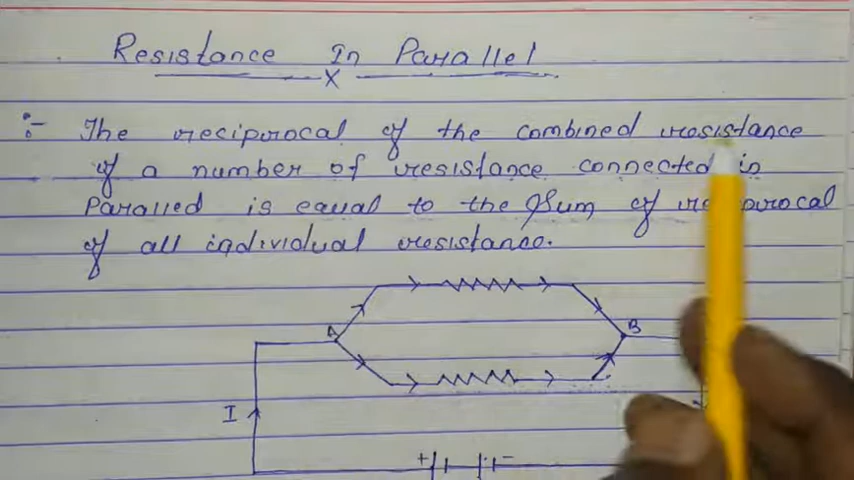 Resistance In Parallel
x
:- The reciprocal of the combined resistance
of a number of resistance connected in
Paralled is equal to the Sum of
of all individual resistance.
A
B
I
+ -